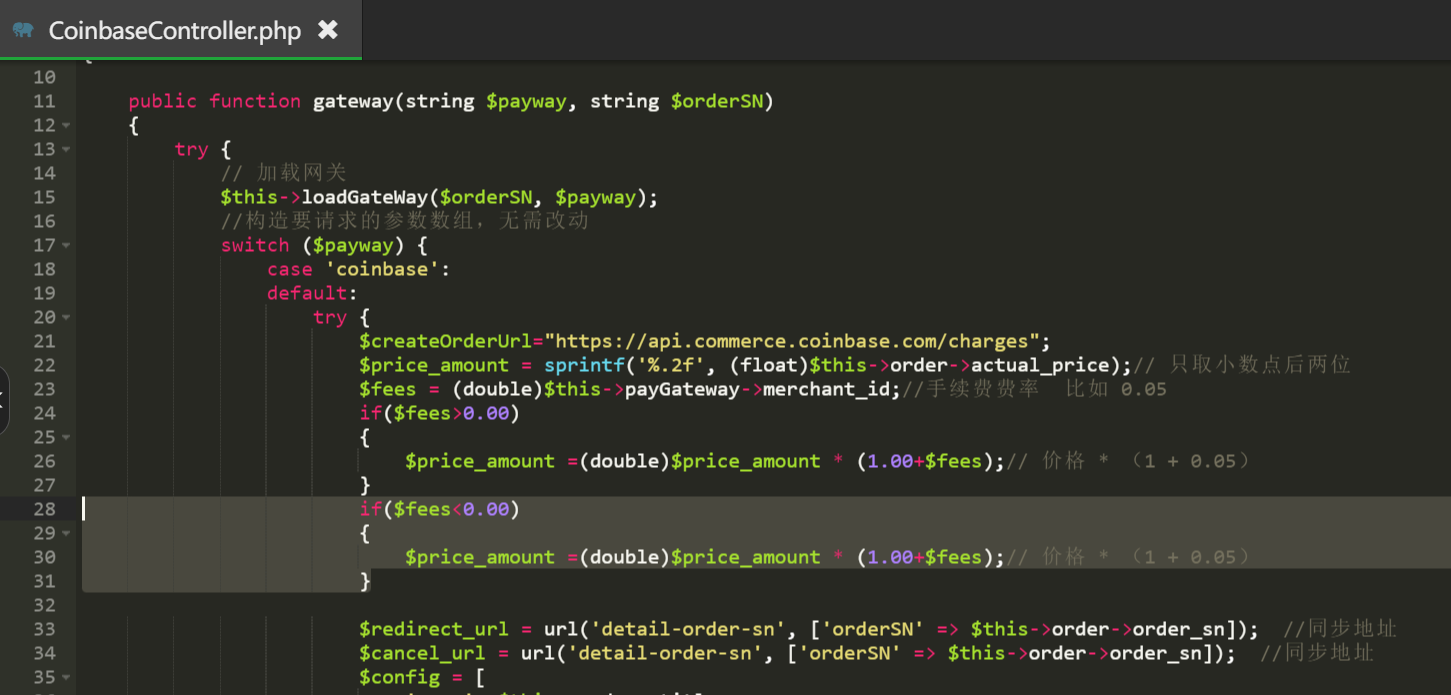 CoinbaseController.php
10
11 public function gateway(string $payway, string $orderSN)
12 {
13 try {
14 // 加载网关
15 $this->loadGateWay($orderSN, $payway);
16 //构造要请求的参数数组，无需改动
17 switch ($payway) {
18 case 'coinbase':
19 default:
20 try {
21 $createOrderUrl="https://api.commerce.coinbase.com/charges";
22 $price_amount = sprintf('%.2f', (float)$this->order->actual_price);// 只取小数点后两位
23 $fees = (double)$this->payGateway->merchant_id;//手续费费率 比如 0.05
24 if($fees>0.00)
25 {
26 $price_amount =(double)$price_amount * (1.00+$fees);// 价格 * （1 + 0.05）
27 }
28 if($fees<0.00)
29 {
30 $price_amount =(double)$price_amount * (1.00+$fees);// 价格 * （1 + 0.05）
31 }
32
33 $redirect_url = url('detail-order-sn', ['orderSN' => $this->order->order_sn]); //同步地址
34 $cancel_url = url('detail-order-sn', ['orderSN' => $this->order->order_sn]); //同步地址
35 $config = [